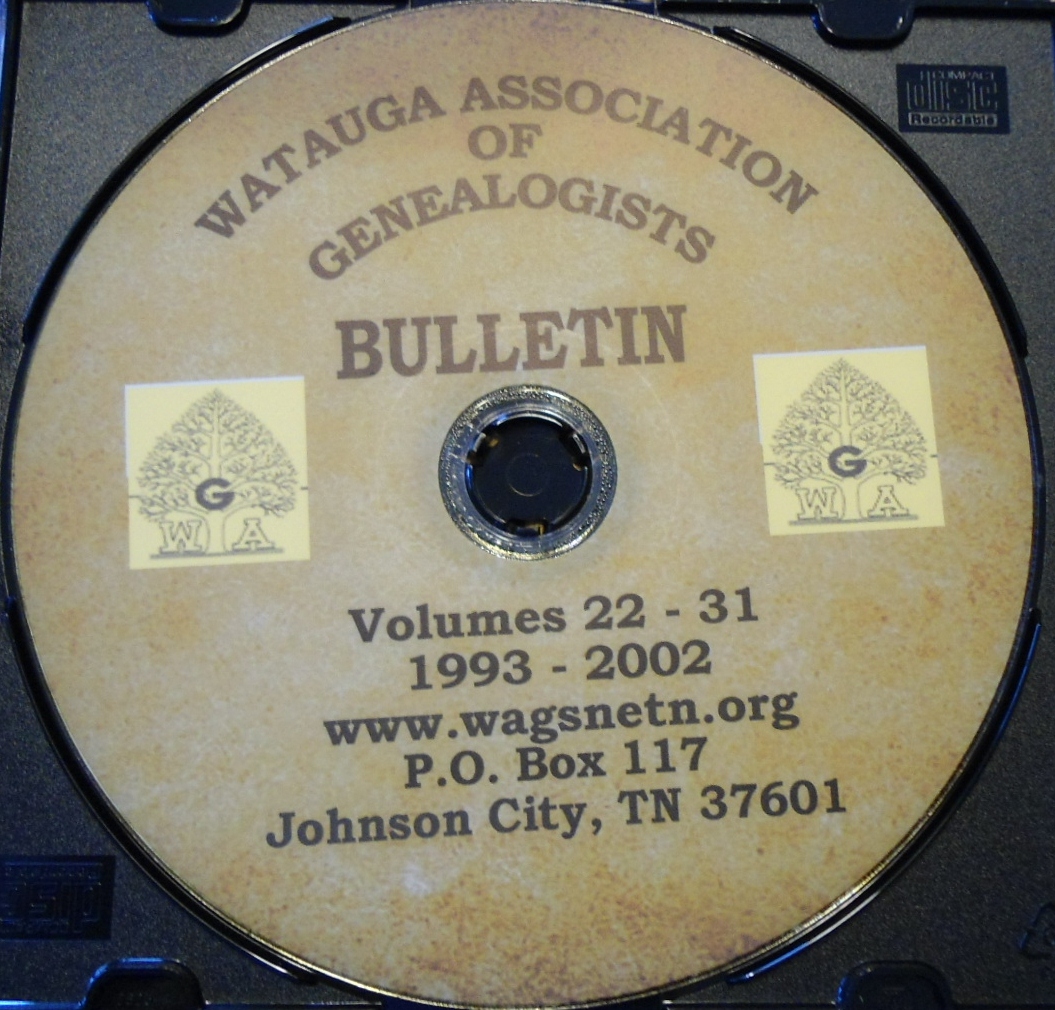 COMPACT
disc
Recordable
WATAUGA ASSOCIATION
OF
GENEALOGISTS
BULLETIN
G
W A
G
W A
Volumes 22 - 31
1993 - 2002
www.wagsnetn.org
P.O. Box 117
Johnson City, TN 37601